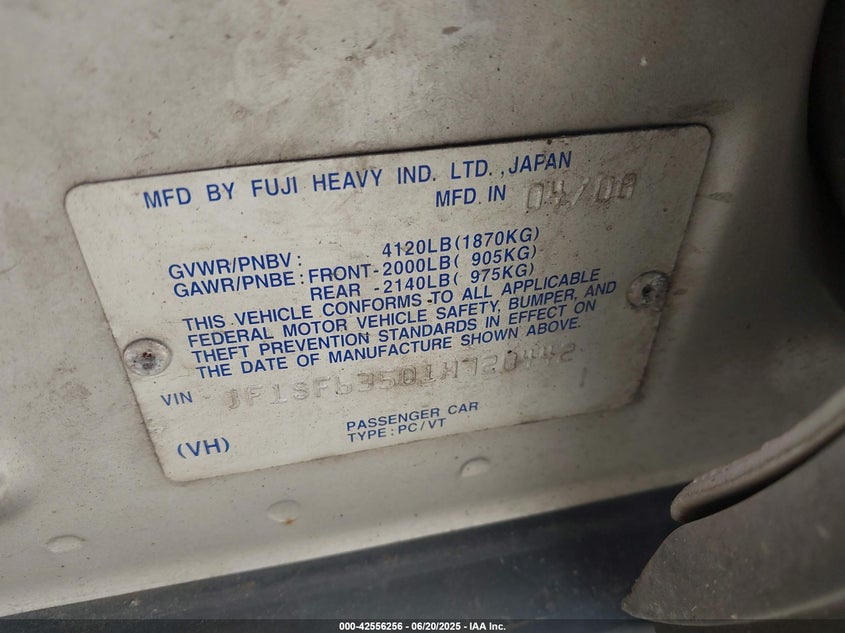 MFD BY FUJI HEAVY IND. LTD., JAPAN
MFD. IN 04/00
GVWR/PNBV: 4120LB(1870KG)
GAWR/PNBE: FRONT-2000LB( 905KG)
REAR -2140LB( 975KG)
THIS VEHICLE CONFORMS TO ALL APPLICABLE
FEDERAL MOTOR VEHICLE SAFETY, BUMPER, AND
THEFT PREVENTION STANDARDS IN EFFECT ON
THE DATE OF MANUFACTURE SHOWN ABOVE.
VIN JF1SF63501H720442
PASSENGER CAR
(VH) TYPE:PC/VT
000-42556256 - 06/20/2025 - IAA Inc.